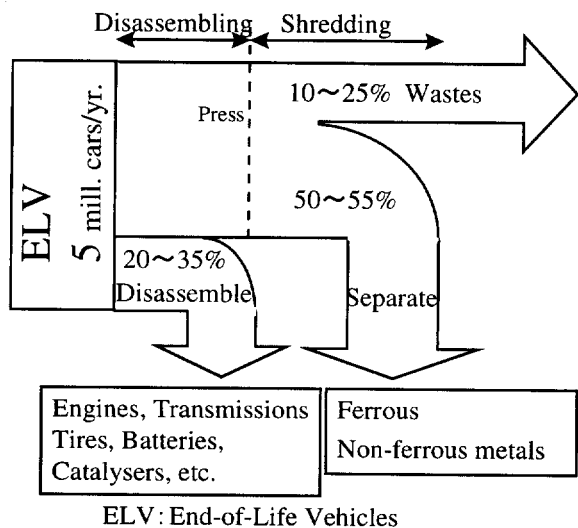 Disassembling
Shredding
ELV
5 mill. cars/yr.
Press
10～25% Wastes
50～55%
20～35%
Disassemble
Separate
Engines, Transmissions
Tires, Batteries,
Catalysers, etc.
Ferrous
Non-ferrous metals
ELV: End-of-Life Vehicles